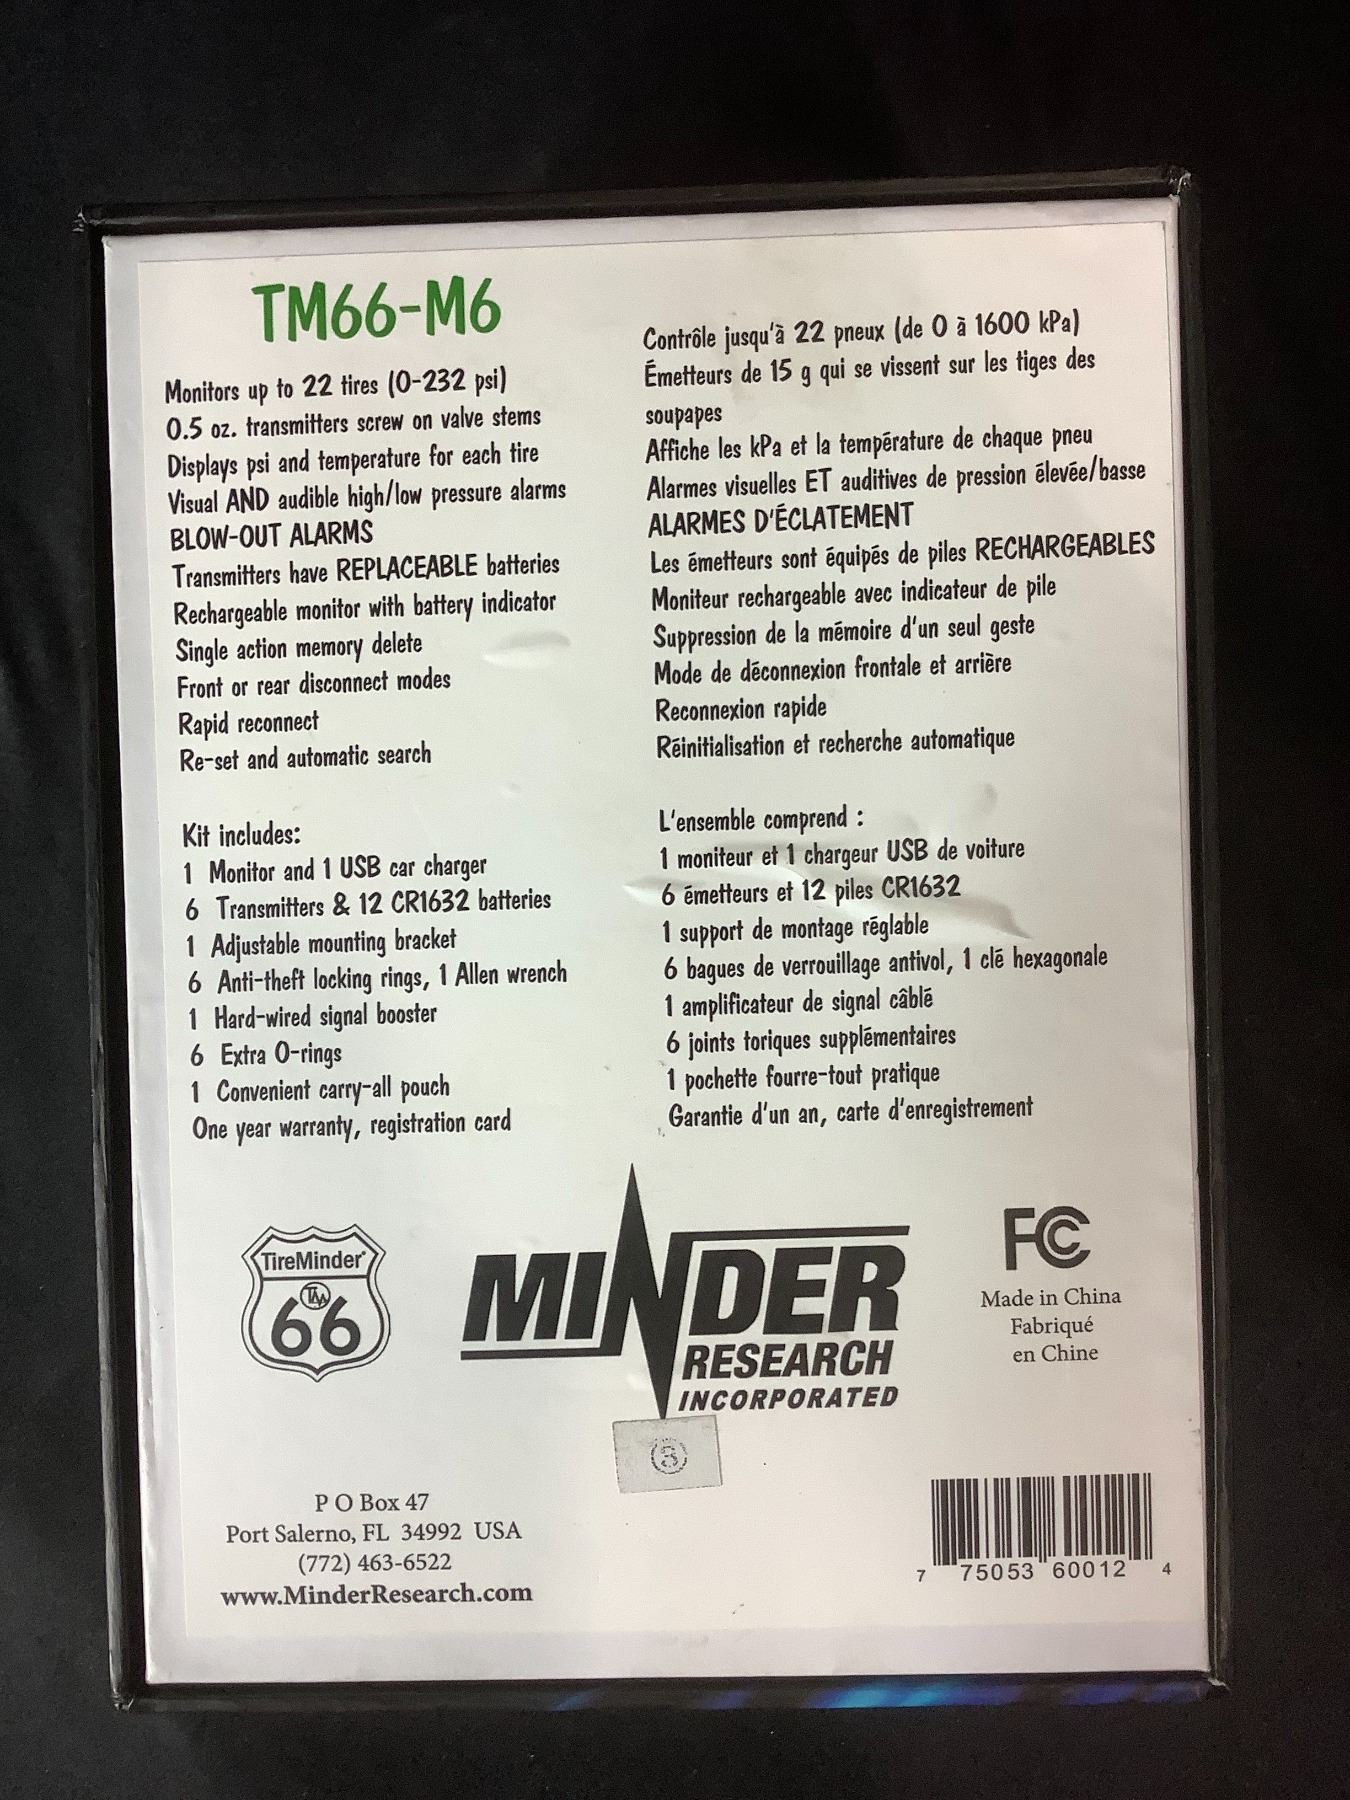 TM66-M6
Monitors up to 22 tires (0-232 psi)
0.5 oz. transmitters screw on valve stems
Displays psi and temperature for each tire
Visual AND audible high/low pressure alarms
BLOW-OUT ALARMS
Transmitters have REPLACEABLE batteries
Rechargeable monitor with battery indicator
Single action memory delete
Front or rear disconnect modes
Rapid reconnect
Re-set and automatic search
Kit includes:
1 Monitor and 1 USB car charger
6 Transmitters & 12 CR1632 batteries
1 Adjustable mounting bracket
6 Anti-theft locking rings, 1 Allen wrench
1 Hard-wired signal booster
6 Extra O-rings
1 Convenient carry-all pouch
One year warranty, registration card
Contrôle jusqu'à 22 pneux (de 0 à 1600 kPa)
Émetteurs de 15 g qui se vissent sur les tiges des
soupapes
Affiche les kPa et la température de chaque pneu
Alarmes visuelles ET auditives de pression élevée/basse
ALARMES D'ÉCLATEMENT
Les émetteurs sont équipés de piles RECHARGEABLES
Moniteur rechargeable avec indicateur de pile
Suppression de la mémoire d'un seul geste
Mode de déconnexion frontale et arrière
Reconnexion rapide
Réinitialisation et recherche automatique
L'ensemble comprend :
1 moniteur et 1 chargeur USB de voiture
6 émetteurs et 12 piles CR1632
1 support de montage réglable
6 bagues de verrouillage antivol, 1 clé hexagonale
1 amplificateur de signal câblé
6 joints toriques supplémentaires
1 pochette fourre-tout pratique
Garantie d'un an, carte d'enregistrement
TireMinder®
TM
66
MINDER
RESEARCH
INCORPORATED
FC
Made in China
Fabriqué
en Chine
3
P O Box 47
Port Salerno, FL 34992 USA
(772) 463-6522
www.MinderResearch.com
7 75053 60012 4